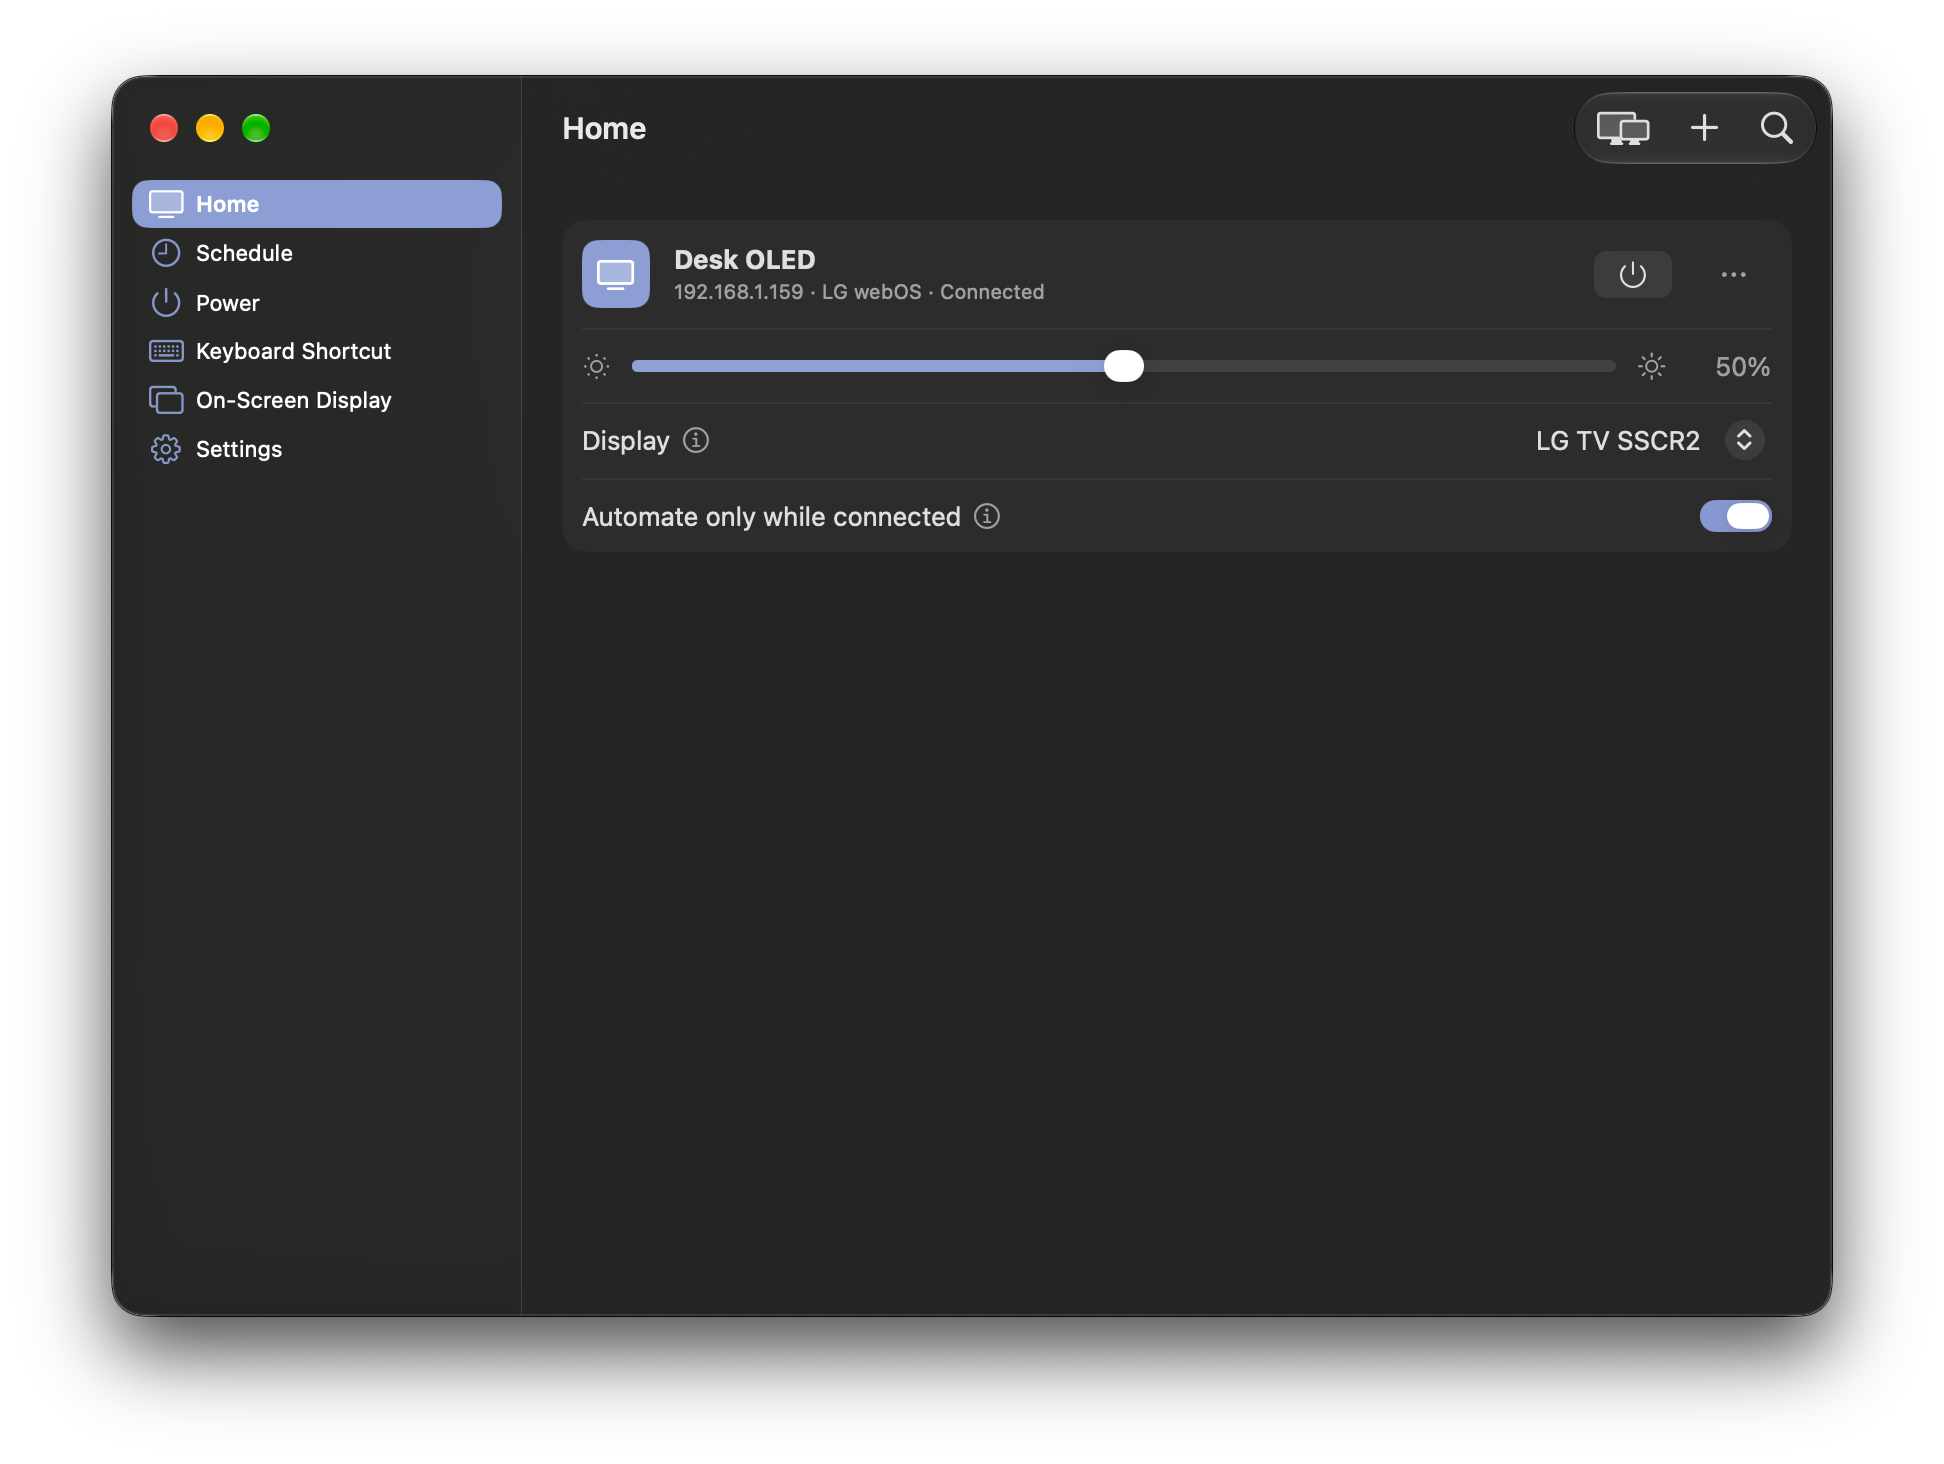 Home
Schedule
Power
Keyboard Shortcut
On-Screen Display
Settings
Home
Desk OLED
192.168.1.159 · LG webOS · Connected
50%
Display
LG TV SSCR2
Automate only while connected